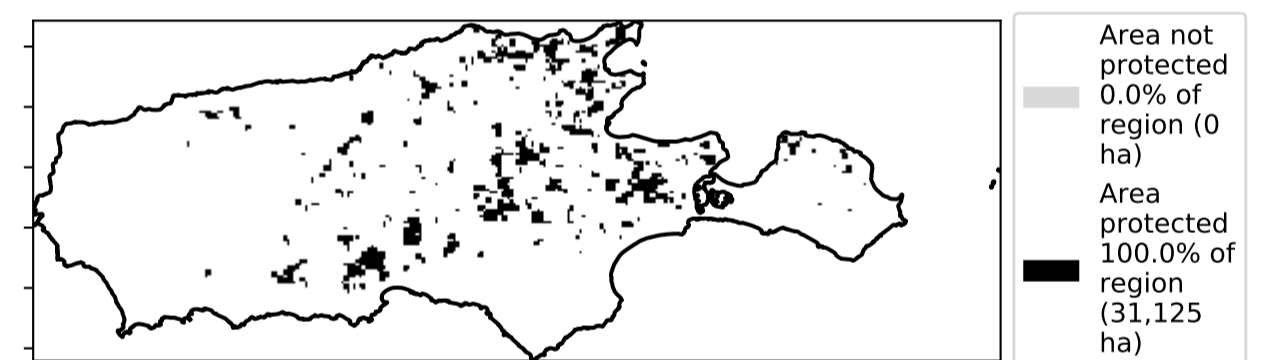 Area not
protected
0.0% of
region (0
ha)
Area
protected
100.0% of
region
(31,125
ha)